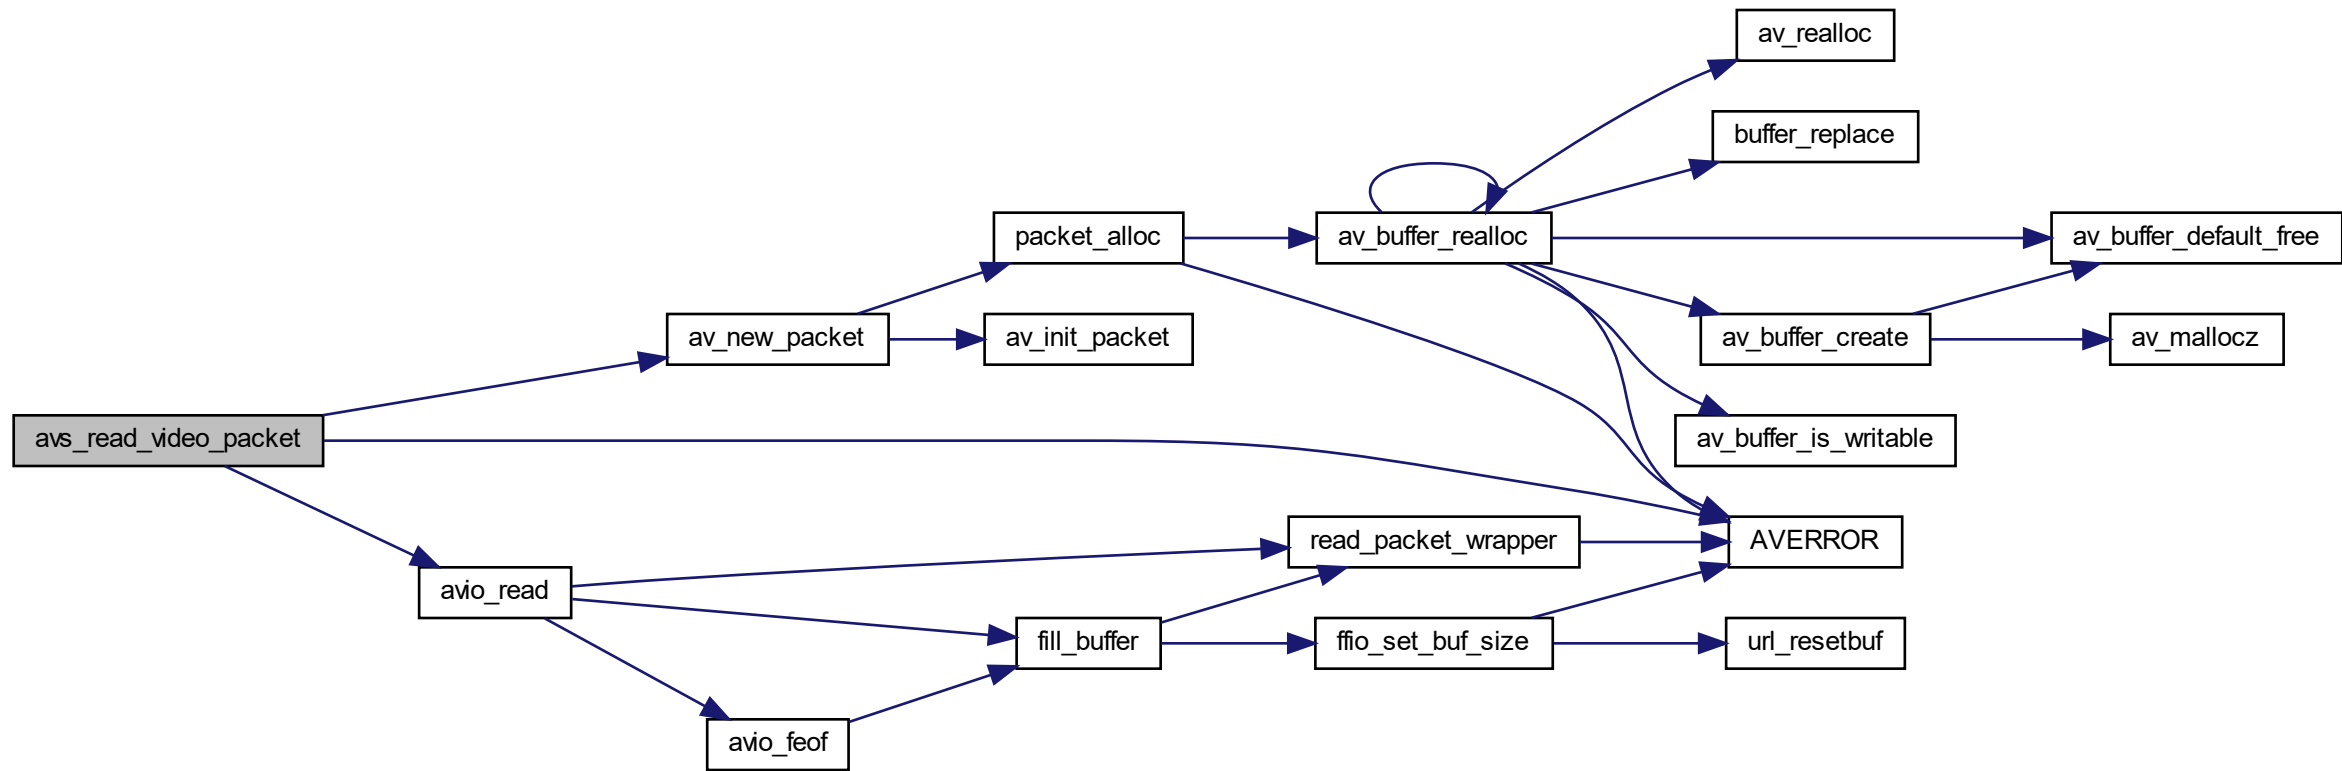 av_realloc
buffer_replace
packet_alloc
av_buffer_realloc
av_buffer_default_free
av_new_packet
av_init_packet
av_buffer_create
av_mallocz
avs_read_video_packet
av_buffer_is_writable
read_packet_wrapper
AVERROR
avio_read
fill_buffer
ffio_set_buf_size
url_resetbuf
avio_feof